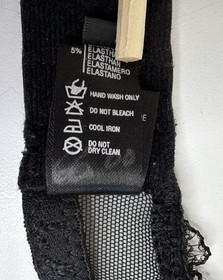 5% ELASTHAN
ELASTHAN
ELASTAMERO
ELASTANO
HAND WASH ONLY
DO NOT BLEACH
COOL IRON
DO NOT
DRY CLEAN